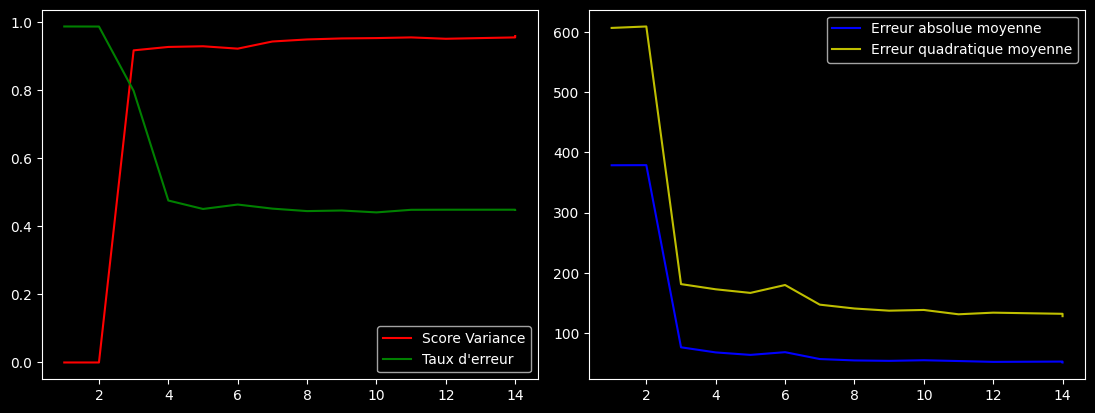 1.0
0.8
0.6
0.4
0.2
0.0
2 4 6 8 10 12 14
Score Variance
Taux d'erreur
600
500
400
300
200
100
2 4 6 8 10 12 14
Erreur absolue moyenne
Erreur quadratique moyenne